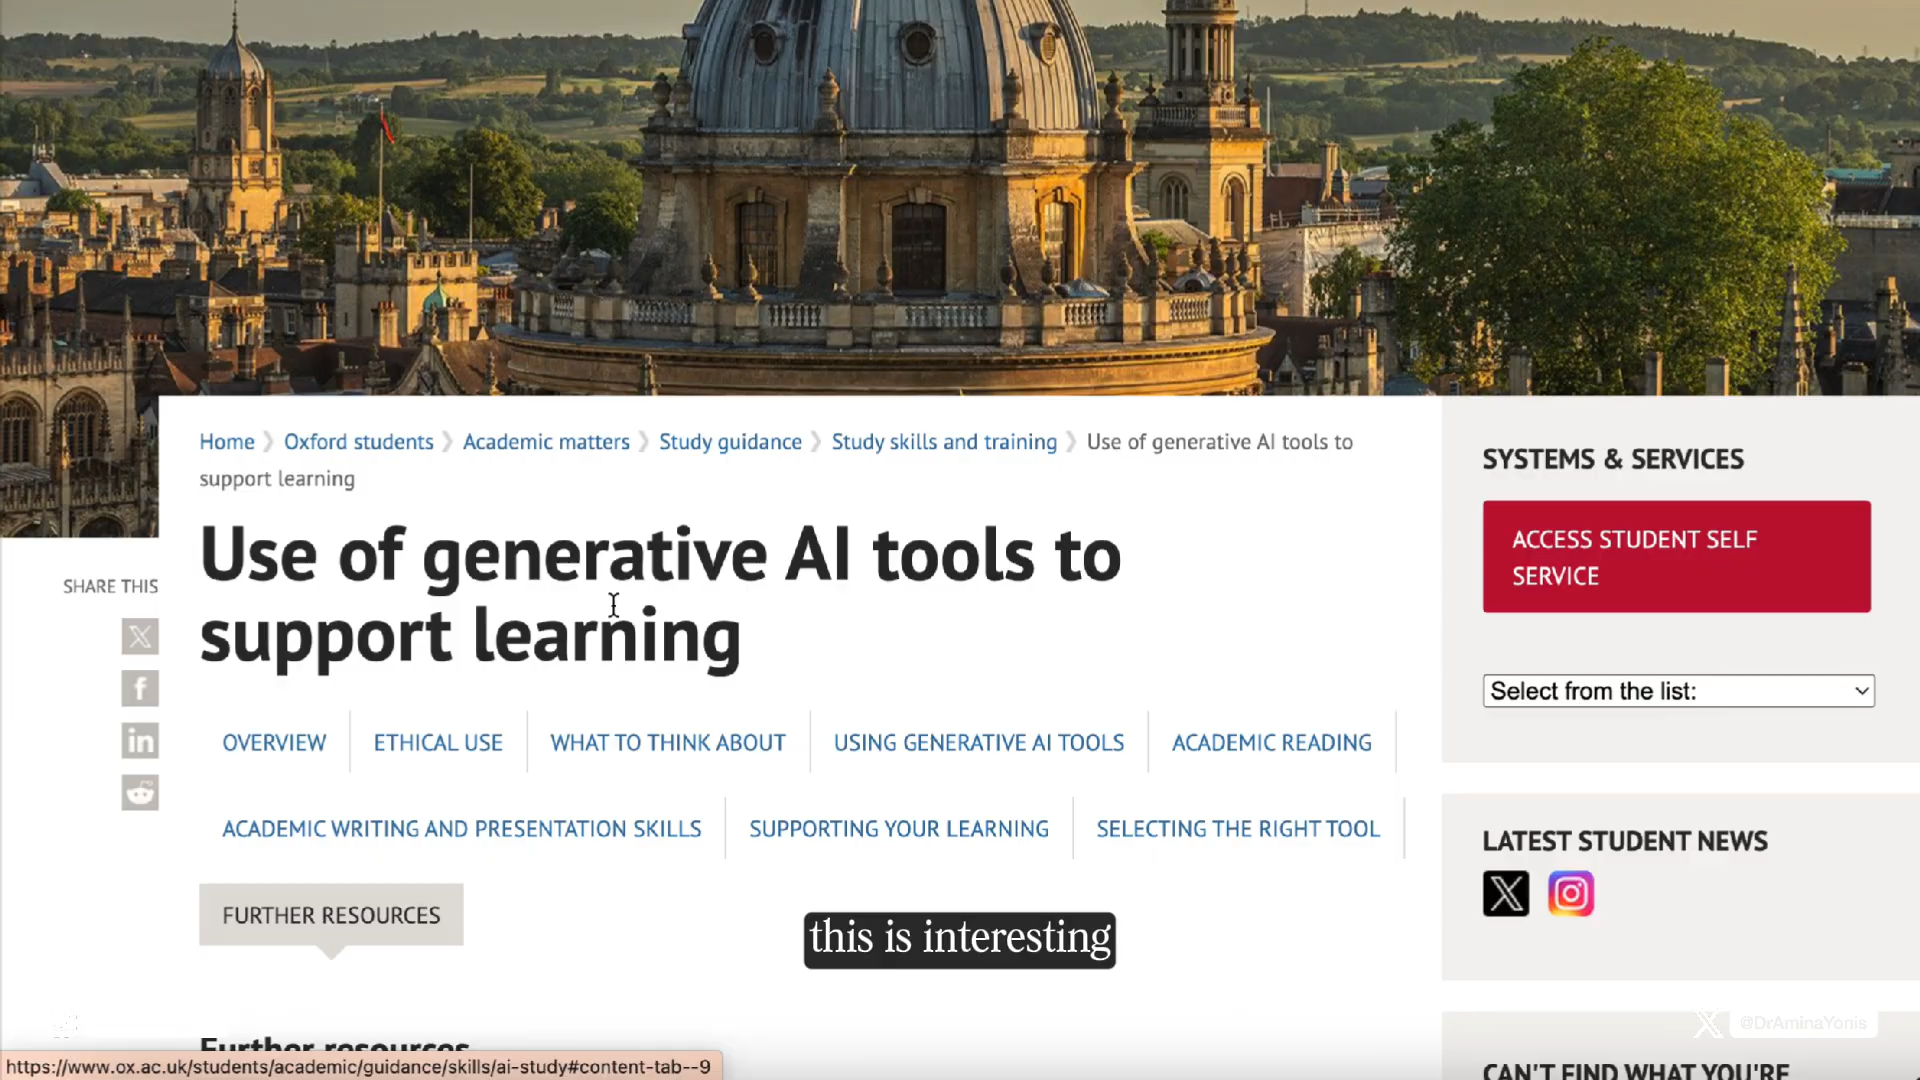 Home › Oxford students › Academic matters › Study guidance › Study skills and training › Use of generative AI tools to
support learning
Use of generative AI tools to
support learning
SHARE THIS
OVERVIEW
ETHICAL USE
WHAT TO THINK ABOUT
USING GENERATIVE AI TOOLS
ACADEMIC READING
ACADEMIC WRITING AND PRESENTATION SKILLS
SUPPORTING YOUR LEARNING
SELECTING THE RIGHT TOOL
FURTHER RESOURCES
this is interesting
Further resources
https://www.ox.ac.uk/students/academic/guidance/skills/ai-study#content-tab--9
SYSTEMS & SERVICES
ACCESS STUDENT SELF
SERVICE
Select from the list:
LATEST STUDENT NEWS
@DrAminaYonis
CAN'T FIND WHAT YOU'RE